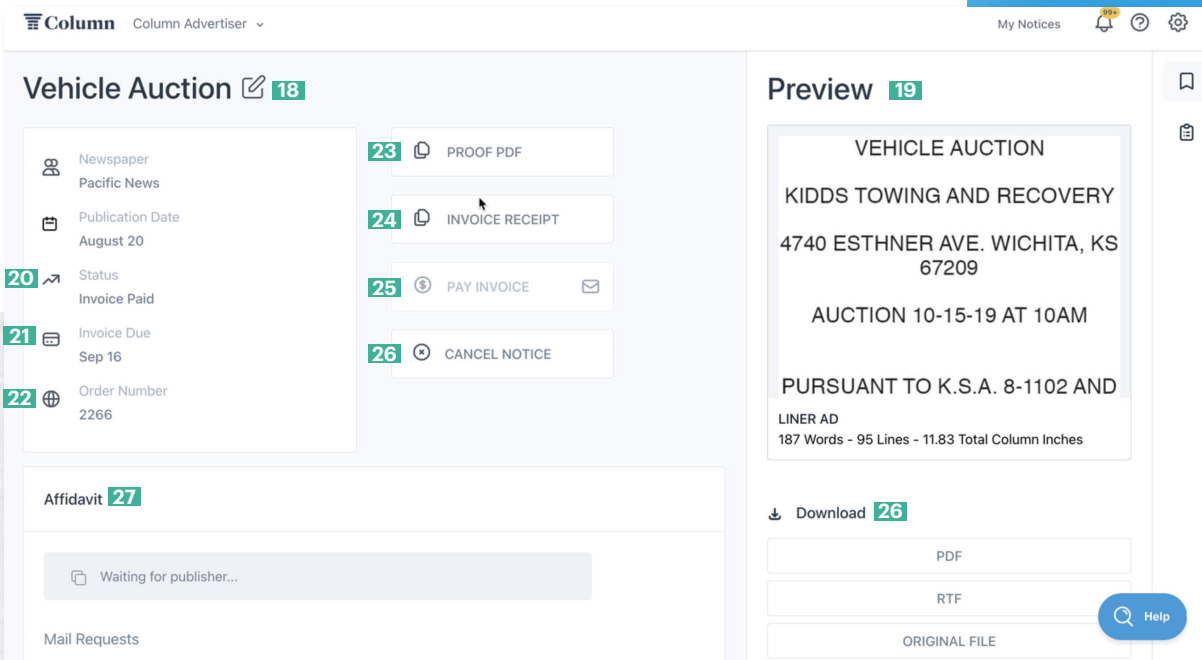 Column Column Advertiser
My Notices 99+
Vehicle Auction 18
Newspaper
Pacific News
Publication Date
August 20
20 Status
Invoice Paid
21 Invoice Due
Sep 16
22 Order Number
2266
23 PROOF PDF
24 INVOICE RECEIPT
25 PAY INVOICE
26 CANCEL NOTICE
Affidavit 27
Waiting for publisher...
Mail Requests
Preview 19
VEHICLE AUCTION
KIDDS TOWING AND RECOVERY
4740 ESTHNER AVE. WICHITA, KS
67209
AUCTION 10-15-19 AT 10AM
PURSUANT TO K.S.A. 8-1102 AND
LINER AD
187 Words - 95 Lines - 11.83 Total Column Inches
Download 26
PDF
RTF
ORIGINAL FILE
Help